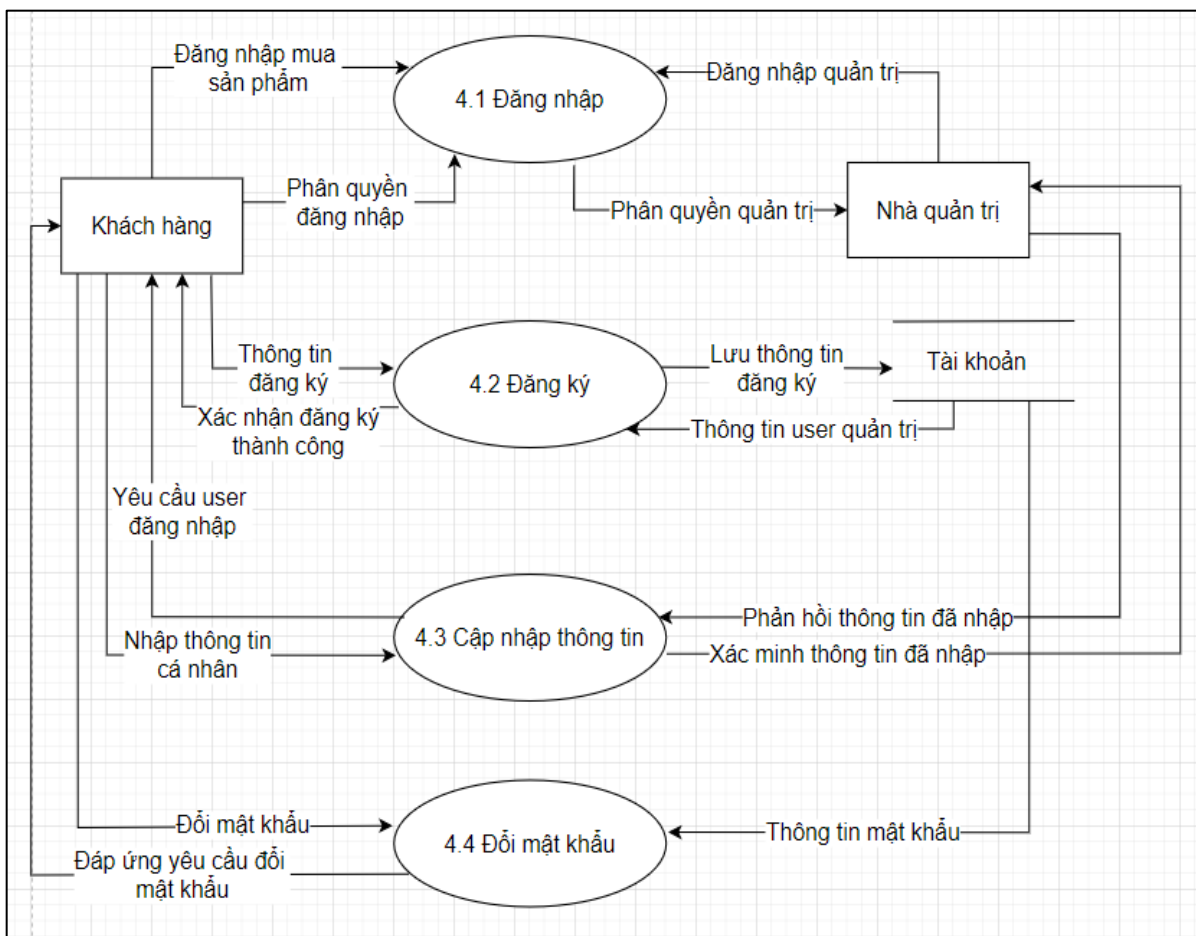 Đăng nhập mua
sản phẩm
4.1 Đăng nhập
Đăng nhập quản trị
Phân quyền
đăng nhập
Phân quyền quản trị
Khách hàng
Nhà quản trị
Thông tin
đăng ký
4.2 Đăng ký
Lưu thông tin
đăng ký
Tài khoản
Xác nhận đăng ký
thành công
Thông tin user quản trị
Yêu cầu user
đăng nhập
4.3 Cập nhập thông tin
Phản hồi thông tin đã nhập
Nhập thông tin
cá nhân
Xác minh thông tin đã nhập
Đổi mật khẩu
4.4 Đổi mật khẩu
Thông tin mật khẩu
Đáp ứng yêu cầu đổi
mật khẩu